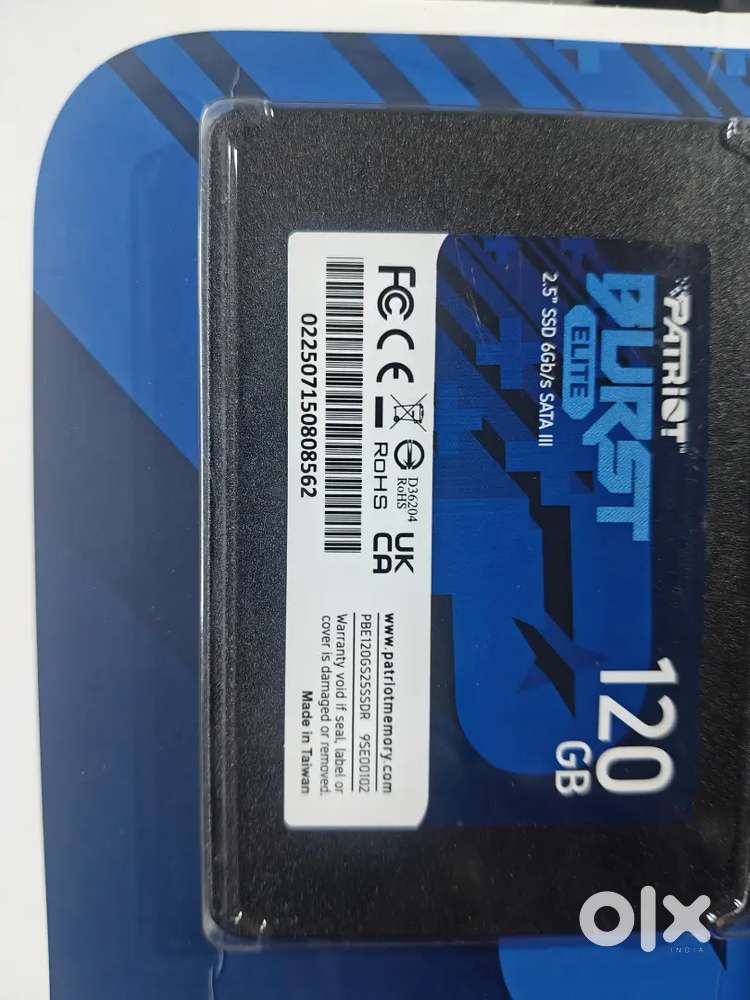 PATRIOT™
BURST
ELITE
2.5" SSD 6Gb/s SATA III
120
GB
FC CE
D36204
RoHS
RoHS
UK
CA
022507150808562
www.patriotmemory.com
PBE120GS25SSDR 9SE00102
Warranty void if seal, label or
cover is damaged or removed.
Made in Taiwan
olx
INDIA